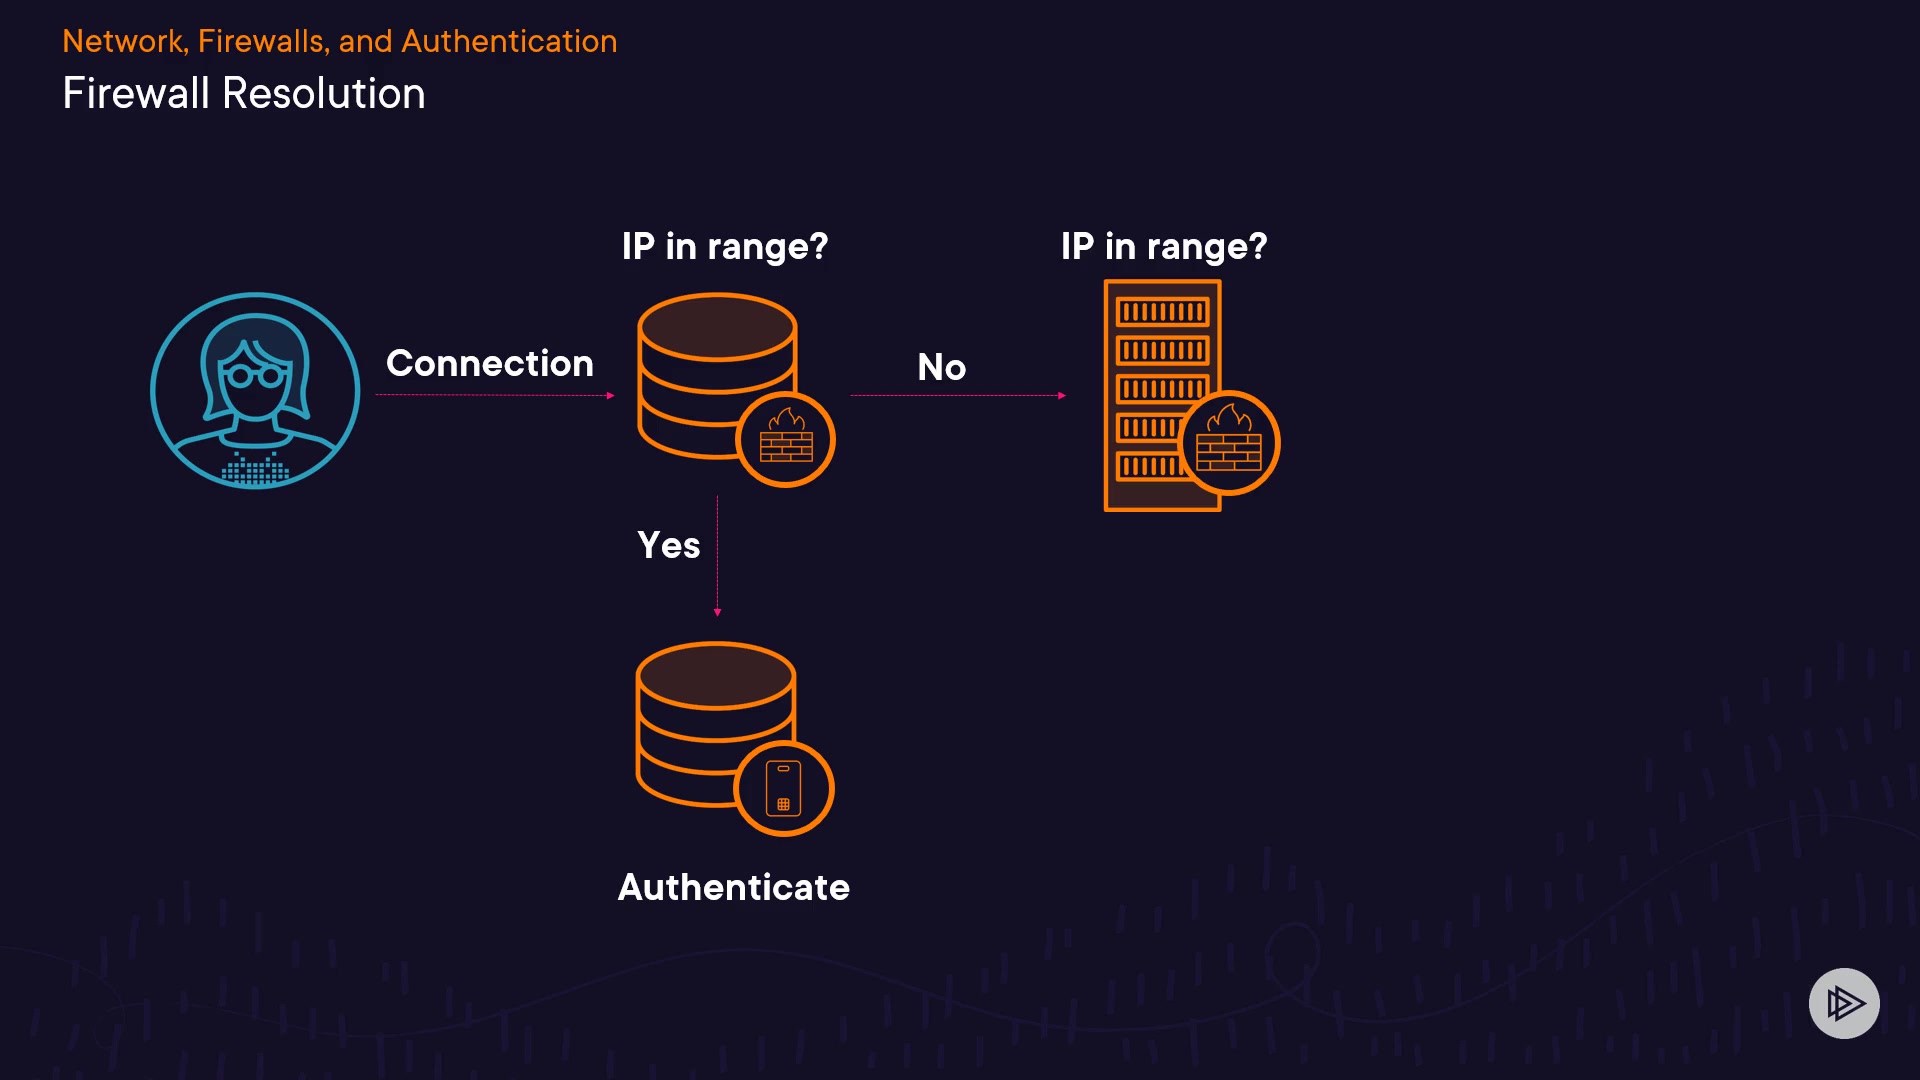 Network, Firewalls, and Authentication
Firewall Resolution
IP in range?
IP in range?
Connection
No
Yes
Authenticate